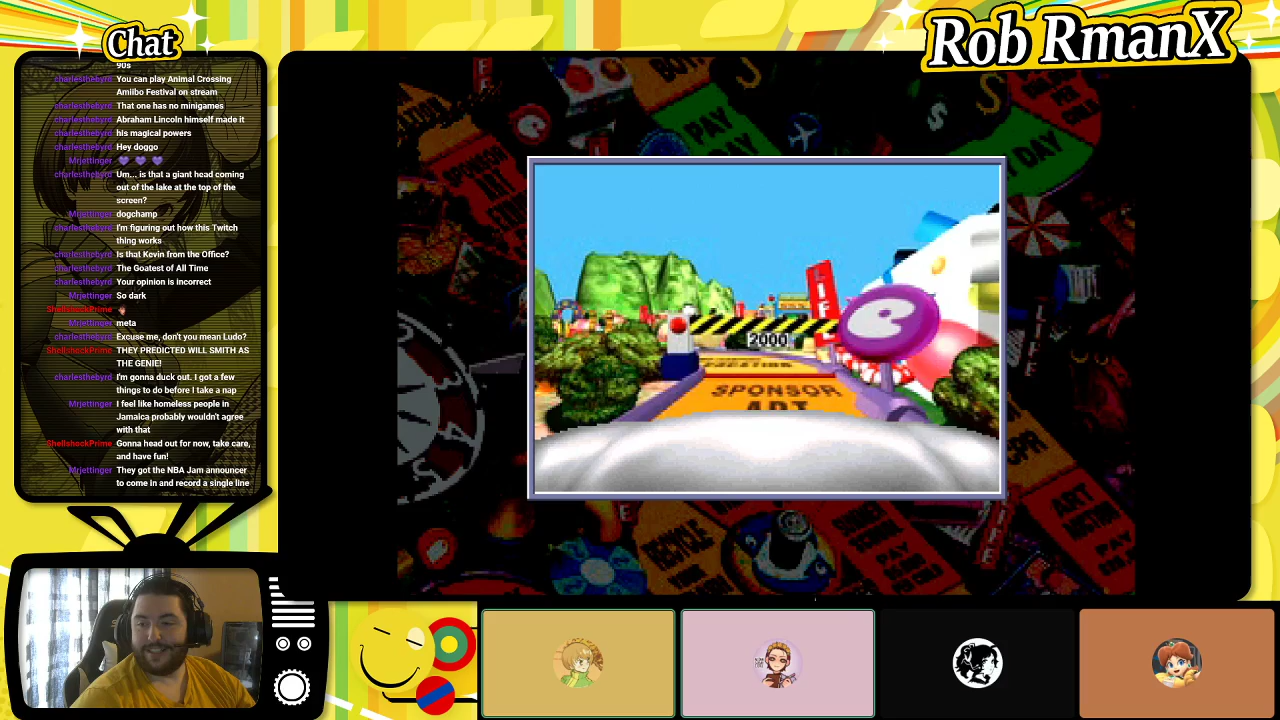 Chat
Rob RmanX
90s
charlesthebyrd You can play Animal Crossing
Amiibo Festival on stream
charlesthebyrd That one has no minigames
charlesthebyrd Abraham Lincoln himself made it
charlesthebyrd his magical powers
charlesthebyrd Hey doggo
Mrjettinger 💜 💜 💜
charlesthebyrd Um... is that a giant head coming
out of the lake at the top of the
screen?
Mrjettinger dogchamp
charlesthebyrd I'm figuring out how this Twitch
thing works
charlesthebyrd Is that Kevin from the Office?
charlesthebyrd The Goatest of All Time
charlesthebyrd Your opinion is incorrect
Mrjettinger So dark
ShellshockPrime
Mrjettinger meta
charlesthebyrd Excuse me, don't you mean Ludo?
ShellshockPrime THEY PREDICTED WILL SMITH AS
THE GENIE!
charlesthebyrd I'm gonna duck out. I got a few
things to do before I take a nap
Mrjettinger I feel like homeless people in
Jamaica probably wouldn't agree
with that
ShellshockPrime Gonna head out for now, take care,
and have fun!
Mrjettinger They got the NBA Jam announcer
to come in and record a single line
2000
VACATION
SPONSOR
ART
BICYCLE
LIFE